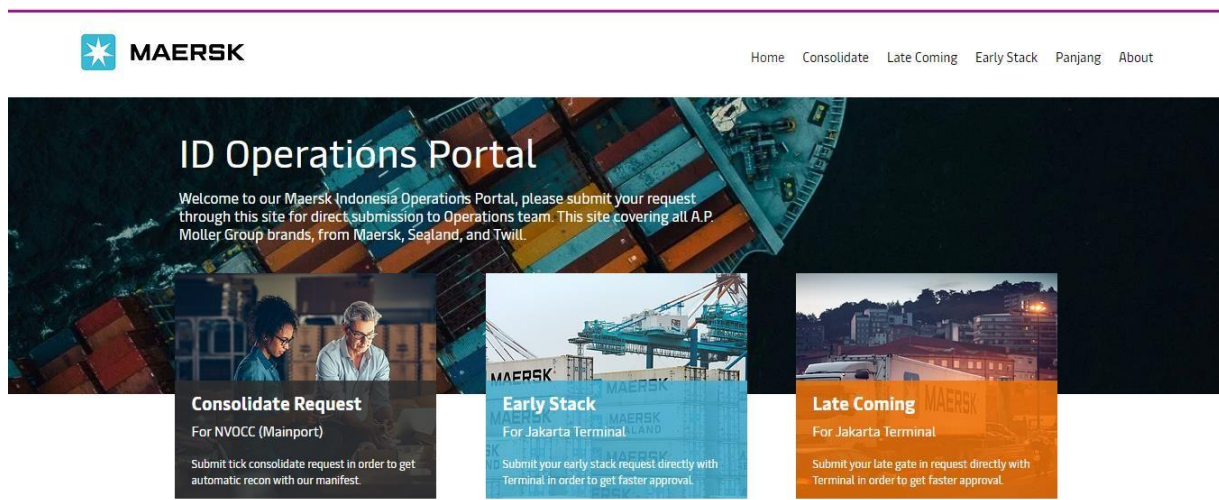 MAERSK
Home Consolidate Late Coming Early Stack Panjang About
ID Operations Portal
Welcome to our Maersk Indonesia Operations Portal, please submit your request
through this site for direct submission to Operations team. This site covering all A.P.
Moller Group brands, from Maersk, Sealand, and Twill.
Consolidate Request
For NVOCC (Mainport)
Submit tick consolidate request in order to get
automatic recon with our manifest.
MAERSK
MAERSK
Early Stack
MAERSK
For Jakarta Terminal
MAERSK
Submit your early stack request directly with
Terminal in order to get faster approval.
MAERSK
Late Coming
For Jakarta Terminal
Submit your late gate in request directly with
Terminal in order to get faster approval.